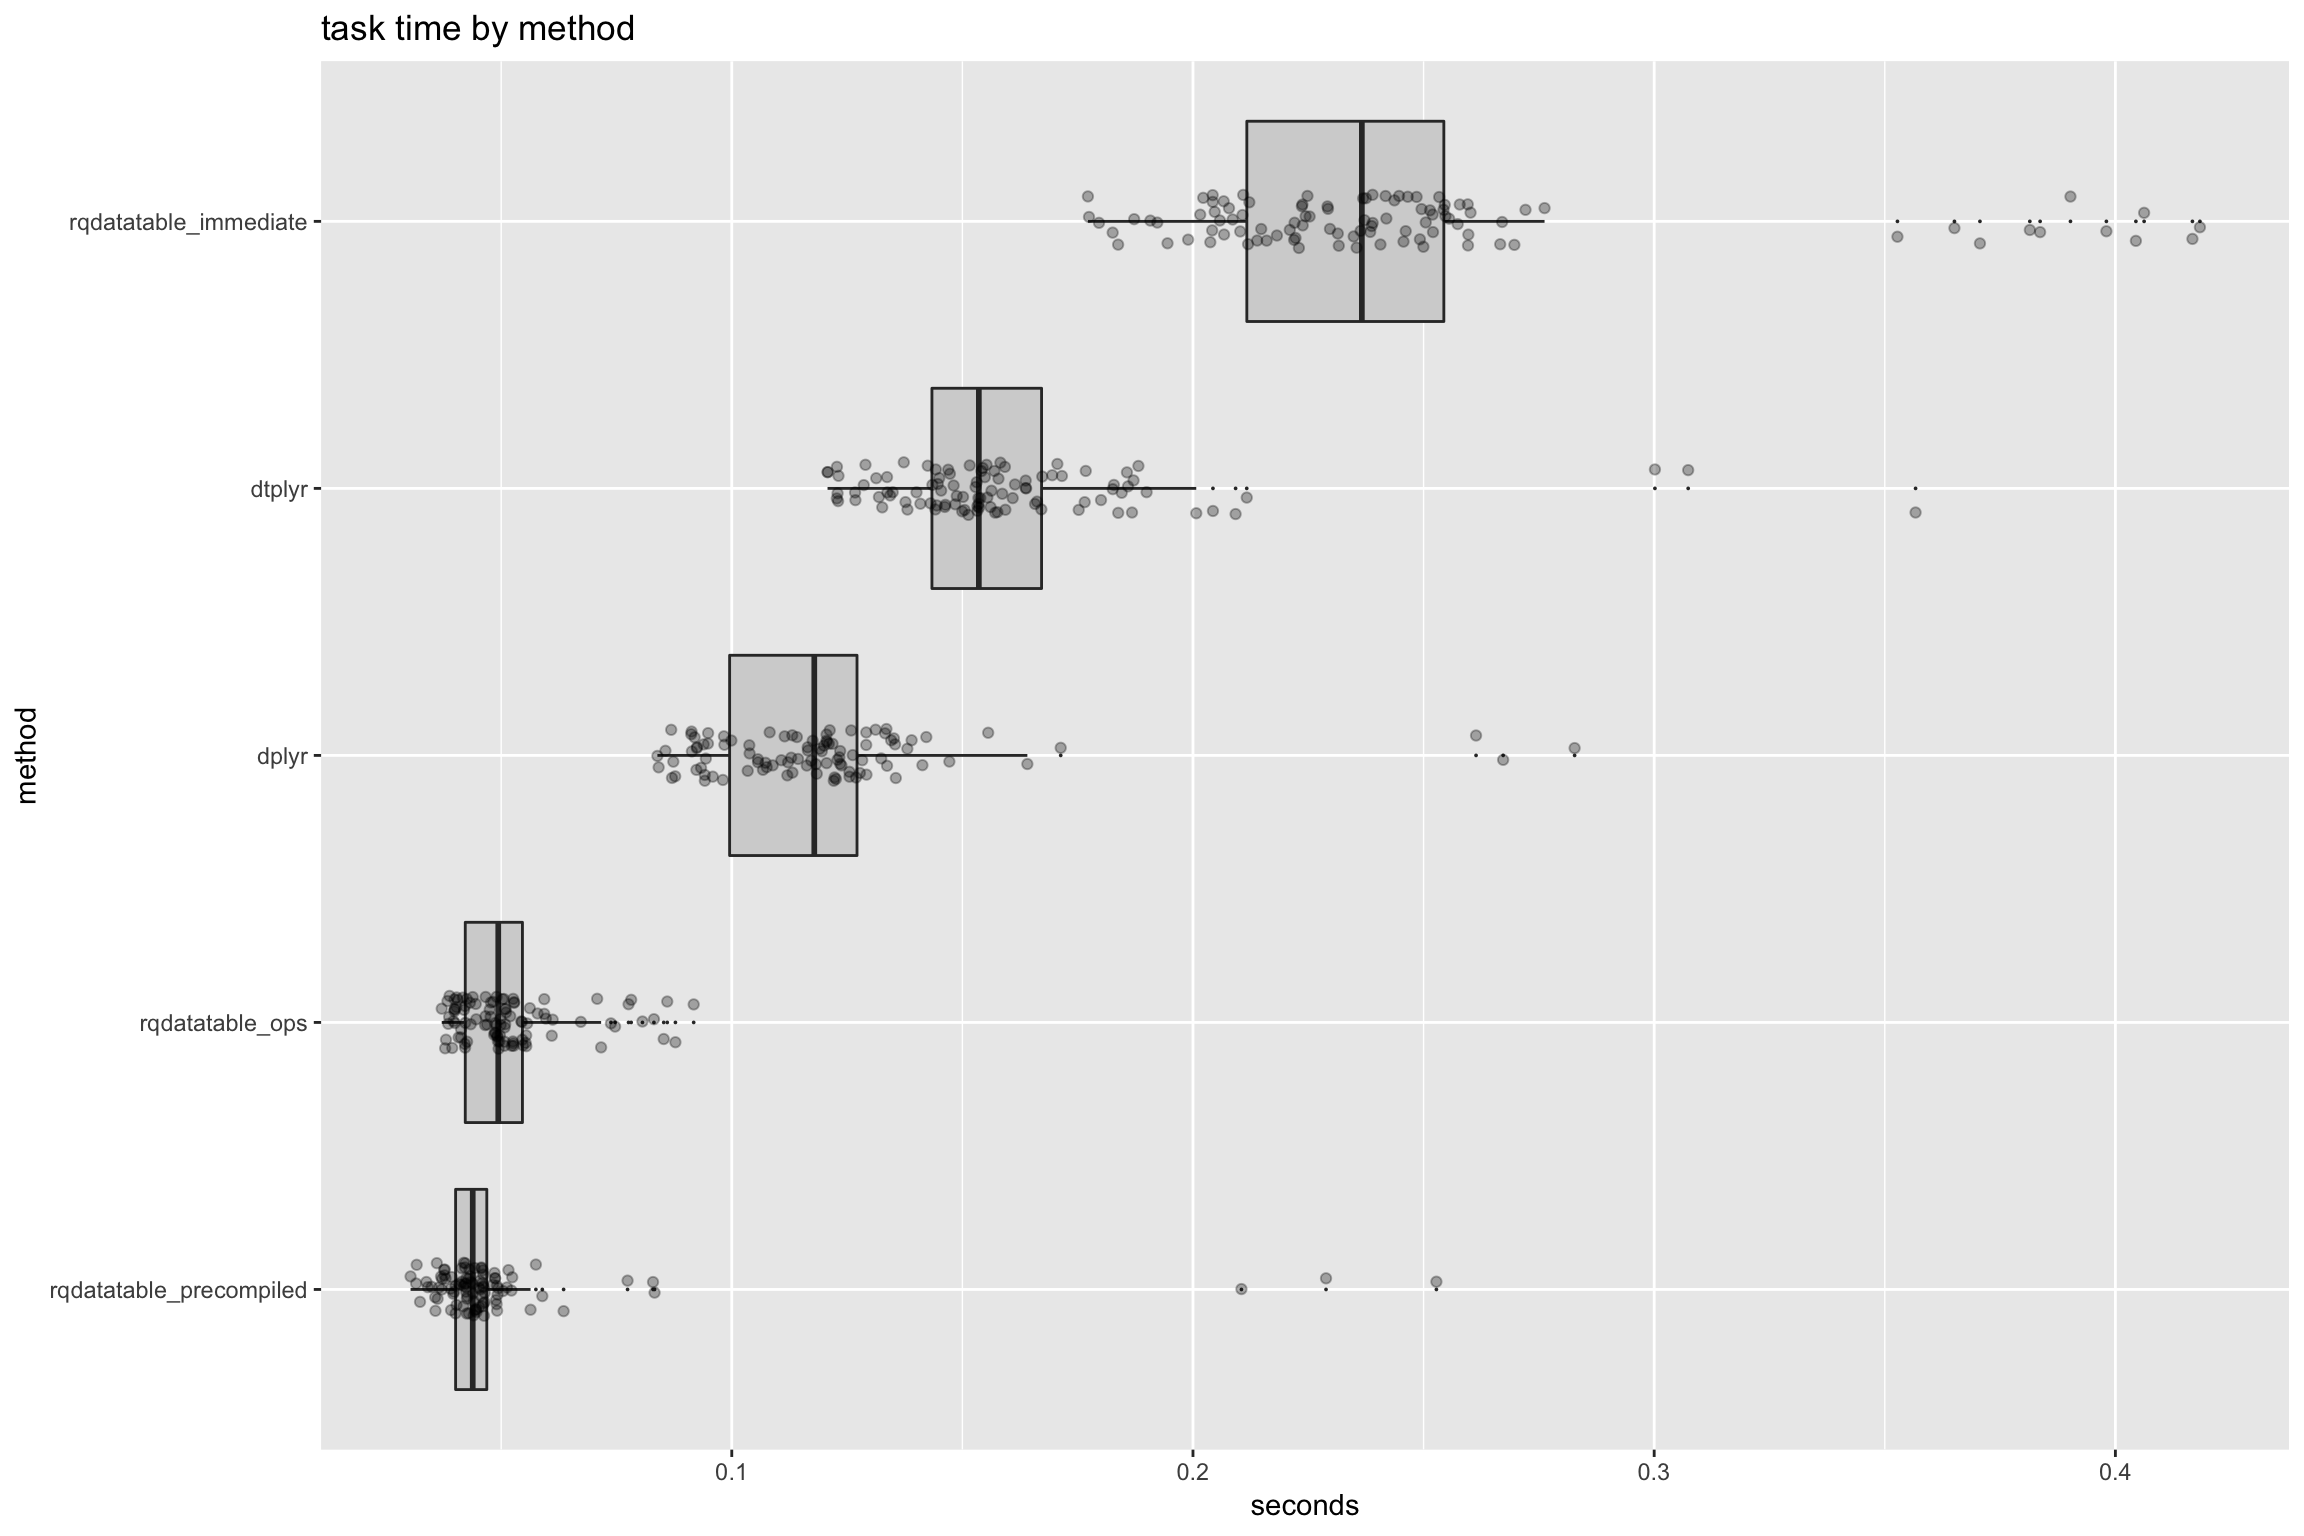 task time by method
rqdatatable_immediate
dtplyr
dplyr
rqdatatable_ops
rqdatatable_precompiled
method
0.1
0.2
0.3
0.4
seconds